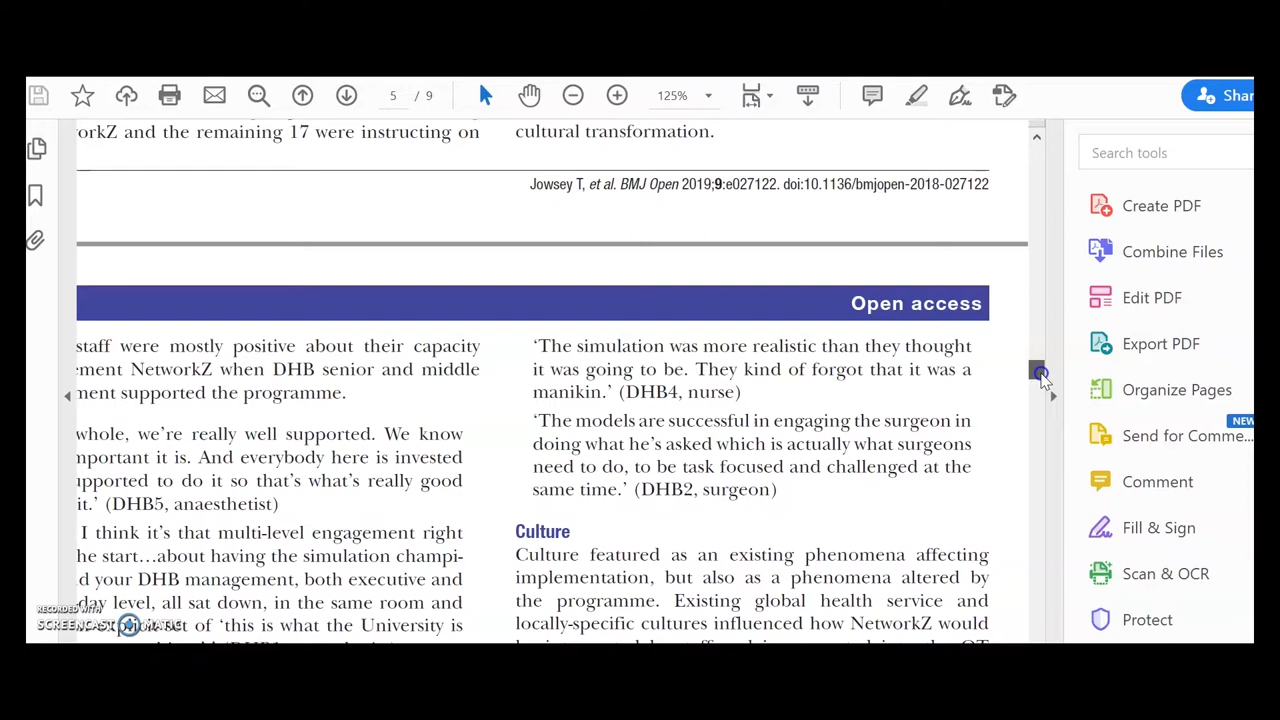 5 / 9
125%
Shar
orkZ and the remaining 17 were instructing on
cultural transformation.
Jowsey T, et al. BMJ Open 2019;9:e027122. doi:10.1136/bmjopen-2018-027122
Open access
staff were mostly positive about their capacity
ement NetworkZ when DHB senior and middle
ment supported the programme.
whole, we're really well supported. We know
mportant it is. And everybody here is invested
upported to do it so that's what's really good
it.' (DHB5, anaesthetist)
I think it's that multi-level engagement right
he start…about having the simulation champi-
d your DHB management, both executive and
day level, all sat down, in the same room and
set of 'this is what the University is
'The simulation was more realistic than they thought
it was going to be. They kind of forgot that it was a
manikin.' (DHB4, nurse)
'The models are successful in engaging the surgeon in
doing what he's asked which is actually what surgeons
need to do, to be task focused and challenged at the
same time.' (DHB2, surgeon)
Culture
Culture featured as an existing phenomena affecting
implementation, but also as a phenomena altered by
the programme. Existing global health service and
locally-specific cultures influenced how NetworkZ would
Search tools
Create PDF
Combine Files
Edit PDF
Export PDF
Organize Pages
NEW
Send for Comme...
Comment
Fill & Sign
Scan & OCR
Protect
RECORDED WITH
SCREENCAST MATIC